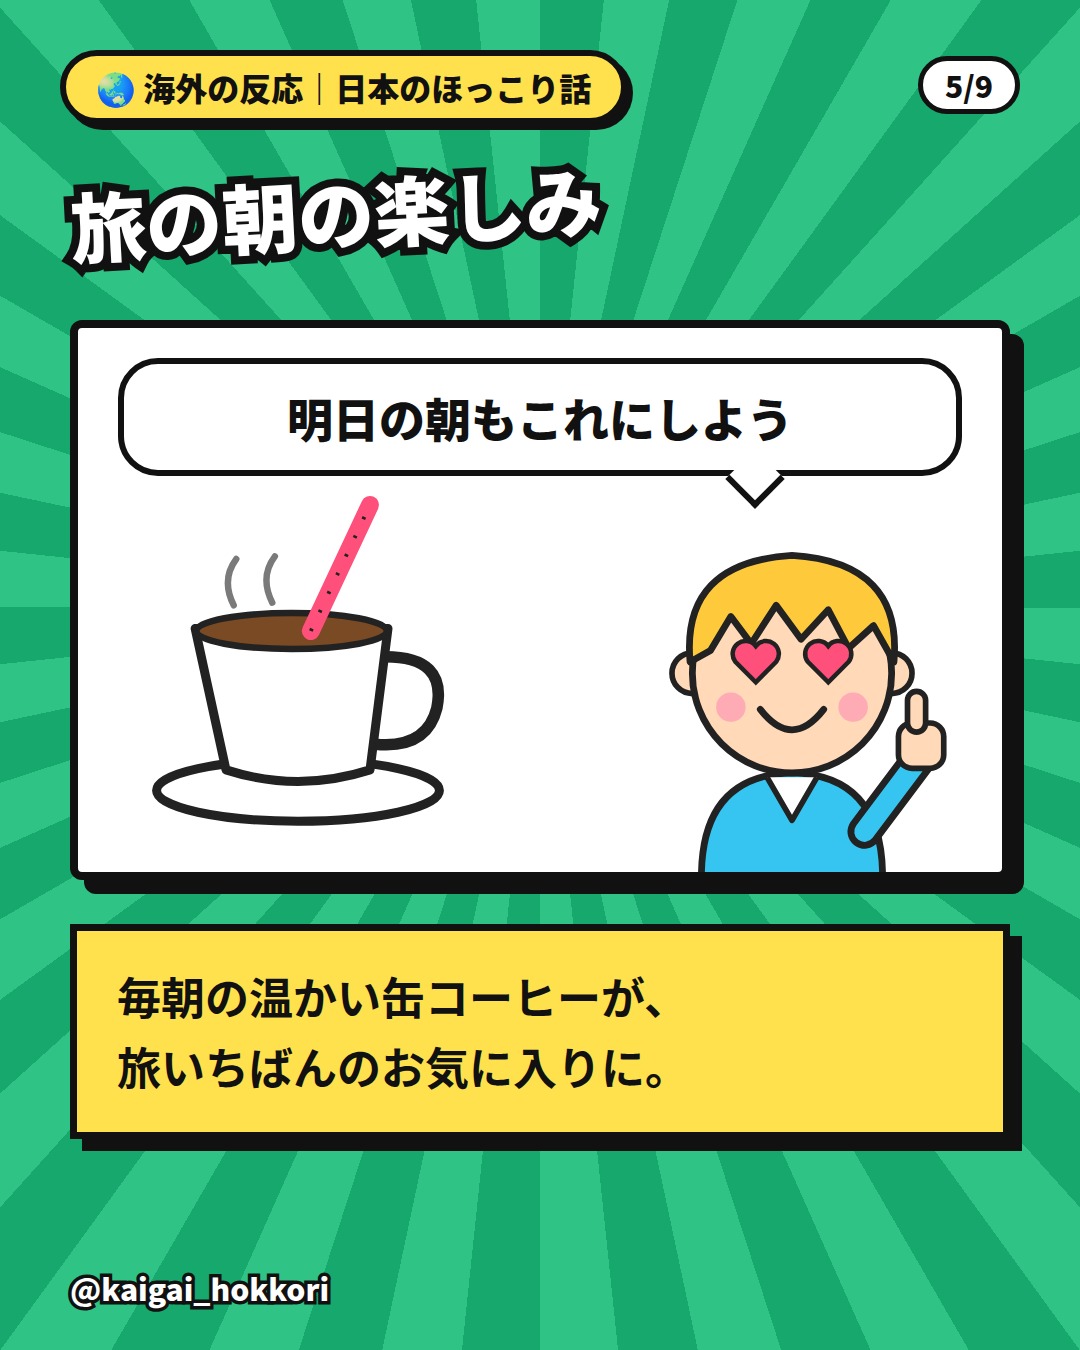 🌏 海外の反応｜日本のほっこり話
5/9
旅の朝の楽しみ
明日の朝もこれにしよう
毎朝の温かい缶コーヒーが、
旅いちばんのお気に入りに。
@kaigai_hokkori